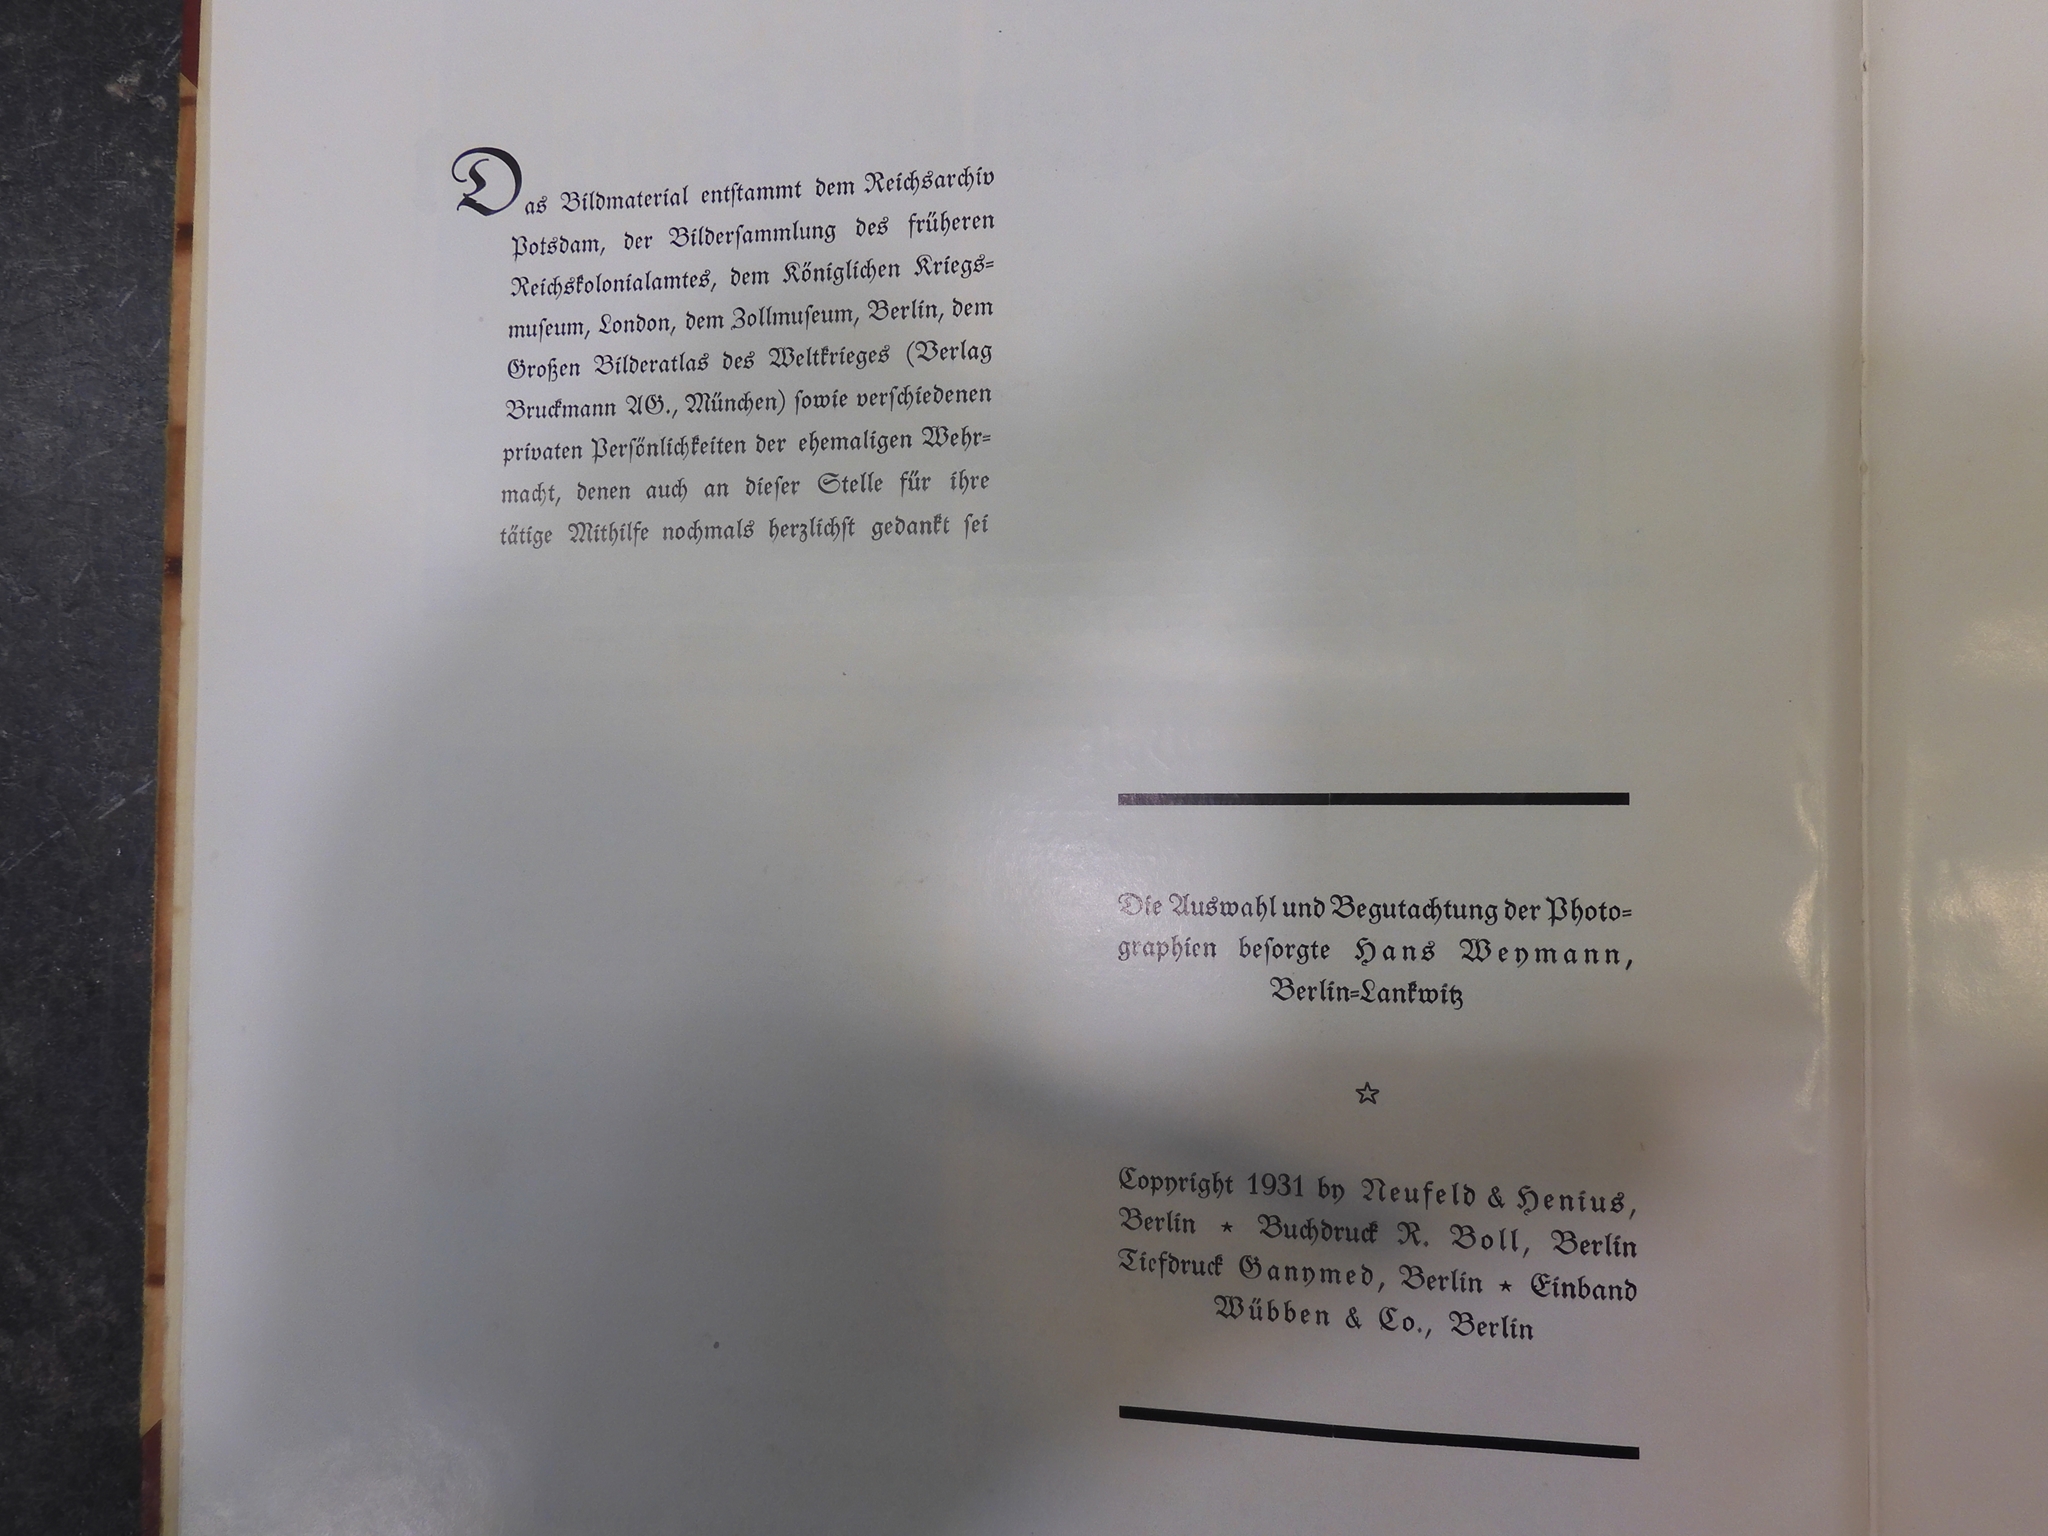 Das Bildmaterial entſtammt dem Reichsarchiv
Potsdam, der Bilderſammlung des früheren
Reichskolonialamtes, dem Königlichen Kriegs=
muſeum, London, dem Zollmuſeum, Berlin, dem
Großen Bilderatlas des Weltkrieges (Verlag
Bruckmann AG., München) ſowie verſchiedenen
privaten Perſönlichkeiten der ehemaligen Wehr=
macht, denen auch an dieſer Stelle für ihre
tätige Mithilfe nochmals herzlichſt gedankt ſei
Die Auswahl und Begutachtung der Photo=
graphien beſorgte Hans Weymann,
Berlin=Lankwitz
☆
Copyright 1931 by Neufeld & Henius,
Berlin ⋆ Buchdruck R. Boll, Berlin
Tiefdruck Ganymed, Berlin ⋆ Einband
Wübben & Co., Berlin